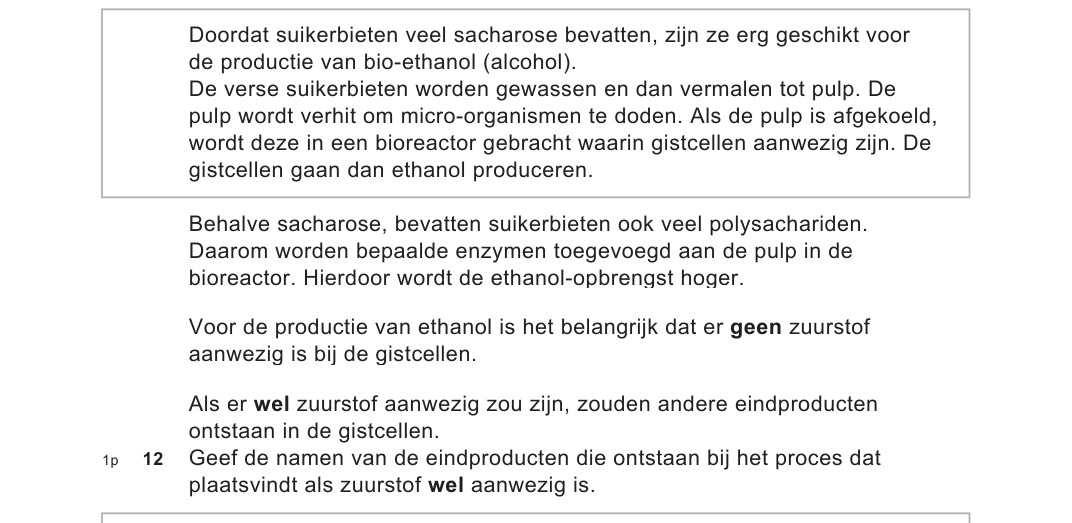 Doordat suikerbieten veel sacharose bevatten, zijn ze erg geschikt voor
de productie van bio-ethanol (alcohol).
De verse suikerbieten worden gewassen en dan vermalen tot pulp. De
pulp wordt verhit om micro-organismen te doden. Als de pulp is afgekoeld,
wordt deze in een bioreactor gebracht waarin gistcellen aanwezig zijn. De
gistcellen gaan dan ethanol produceren.
Behalve sacharose, bevatten suikerbieten ook veel polysachariden.
Daarom worden bepaalde enzymen toegevoegd aan de pulp in de
bioreactor. Hierdoor wordt de ethanol-opbrengst hoger.
Voor de productie van ethanol is het belangrijk dat er geen zuurstof
aanwezig is bij de gistcellen.
Als er wel zuurstof aanwezig zou zijn, zouden andere eindproducten
ontstaan in de gistcellen.
1p 12 Geef de namen van de eindproducten die ontstaan bij het proces dat
plaatsvindt als zuurstof wel aanwezig is.